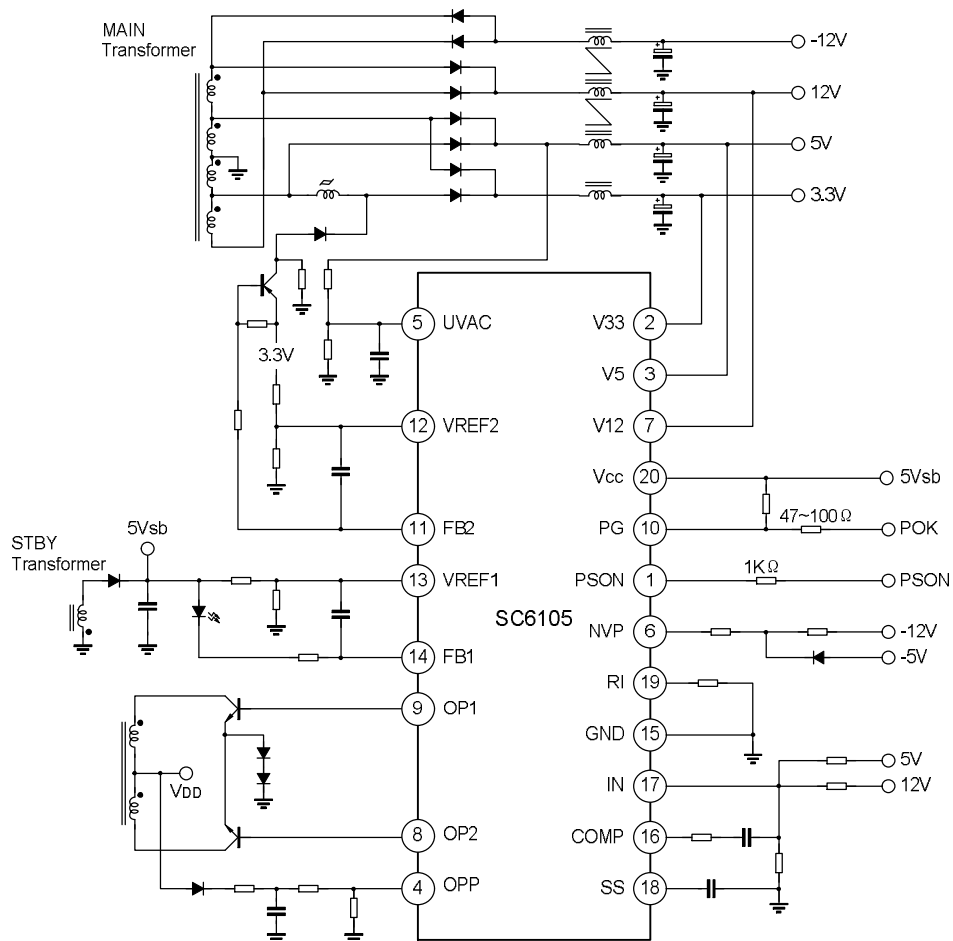 MAIN
Transformer
-12V
12V
5V
3.3V
5 UVAC
V33 2
3.3V
V5 3
12 VREF2
V12 7
Vcc 20
5Vsb
11 FB2
PG 10
47~100Ω
POK
STBY
Transformer
5Vsb
13 VREF1
PSON 1
1KΩ
PSON
SC6105
14 FB1
NVP 6
-12V
-5V
RI 19
9 OP1
GND 15
VDD
IN 17
5V
12V
8 OP2
COMP 16
4 OPP
SS 18